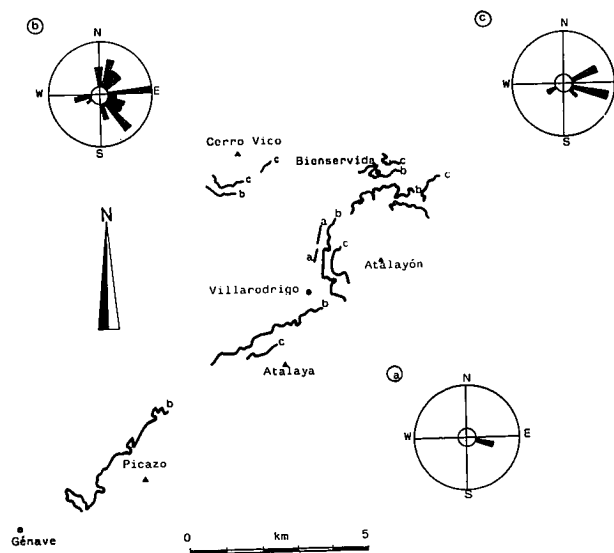 b
N
W
E
S
c
N
W
S
Cerro Vico
c
Bienservida
c
b
c
b
c
b
N
a
b
c
a
Atalayón
Villarodrigo
b
c
Atalaya
a
N
W
E
S
b
Picazo
Génave
0
km
5